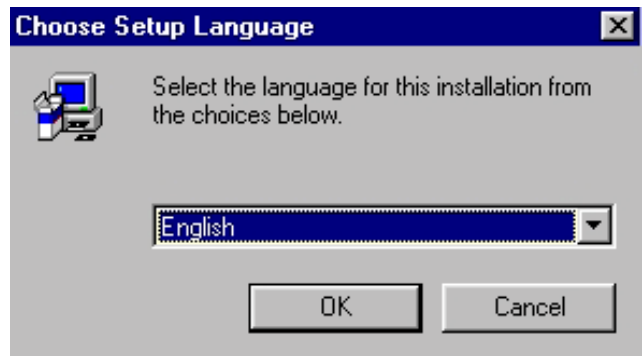 Choose Setup Language
Select the language for this installation from
the choices below.
English
OK
Cancel